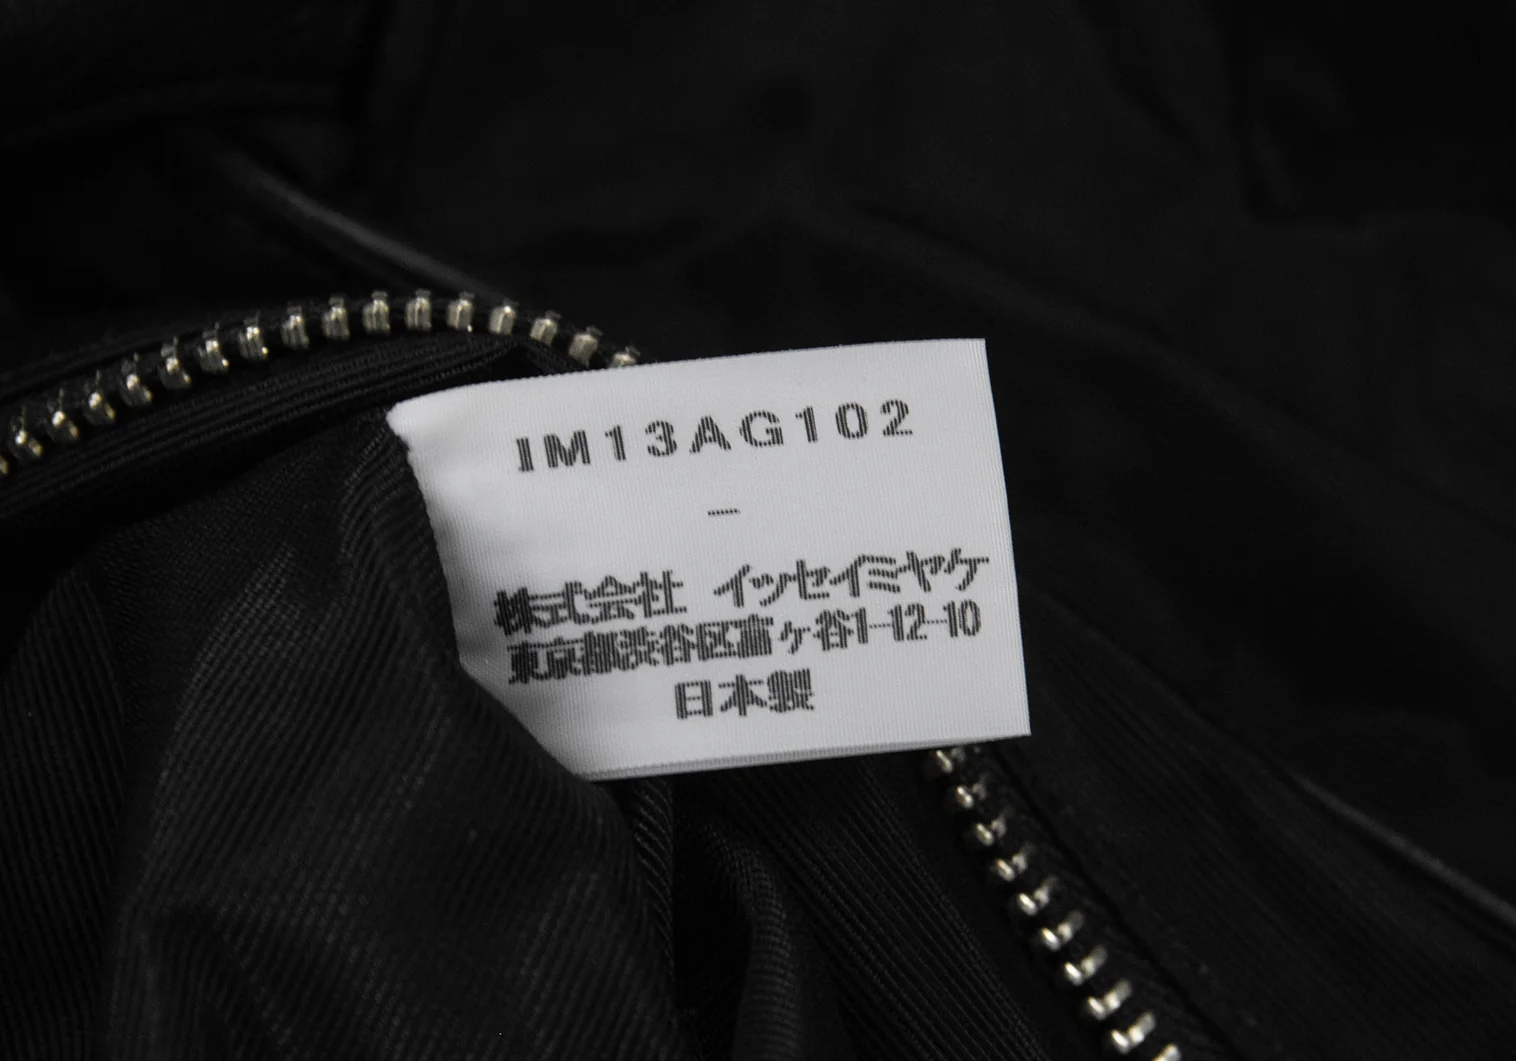 IM13AG102
—
株式会社 イッセイミヤケ
東京都渋谷区富ヶ谷1-12-10
日本製